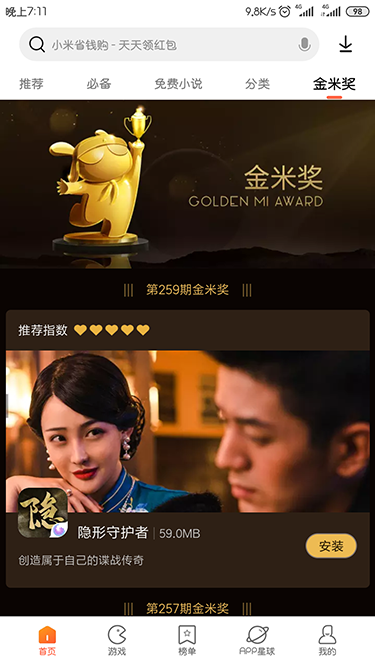 晚上7:11
9.8K/s
4G
4G
98
小米省钱购 - 天天领红包
推荐
必备
免费小说
分类
金米奖
金米奖
GOLDEN MI AWARD
第259期金米奖
推荐指数
隐
隐形守护者
59.0MB
创造属于自己的谍战传奇
安装
第257期金米奖
首页
游戏
榜单
APP星球
我的